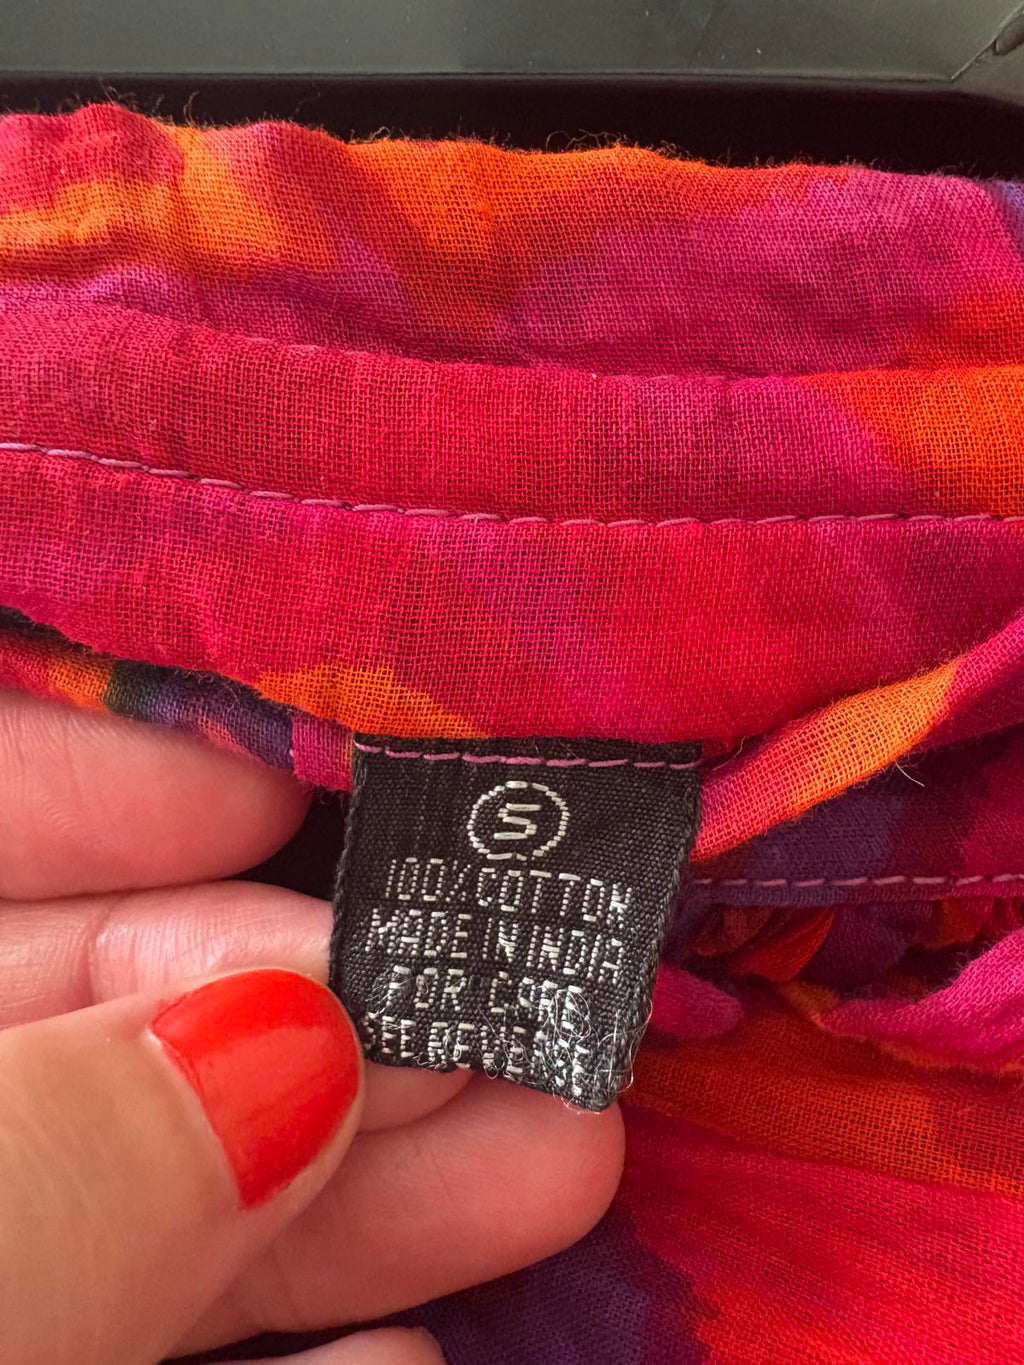 S
100% COTTON
MADE IN INDIA
FOR CARE
SEE REVERSE